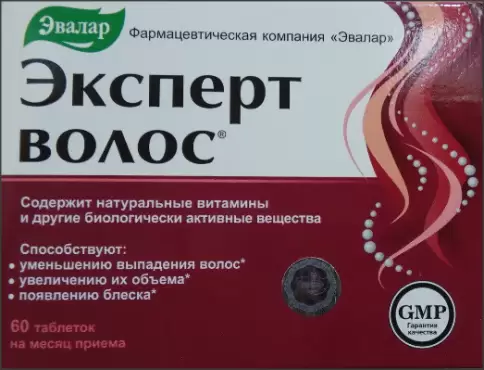 Эвалар
Фармацевтическая компания «Эвалар»
Эксперт
волос®
Содержит натуральные витамины
и другие биологически активные вещества
Способствуют:
• уменьшению выпадения волос*
• увеличению их объема*
• появлению блеска*
60 таблеток
на месяц приема
GMP
Гарантия
качества